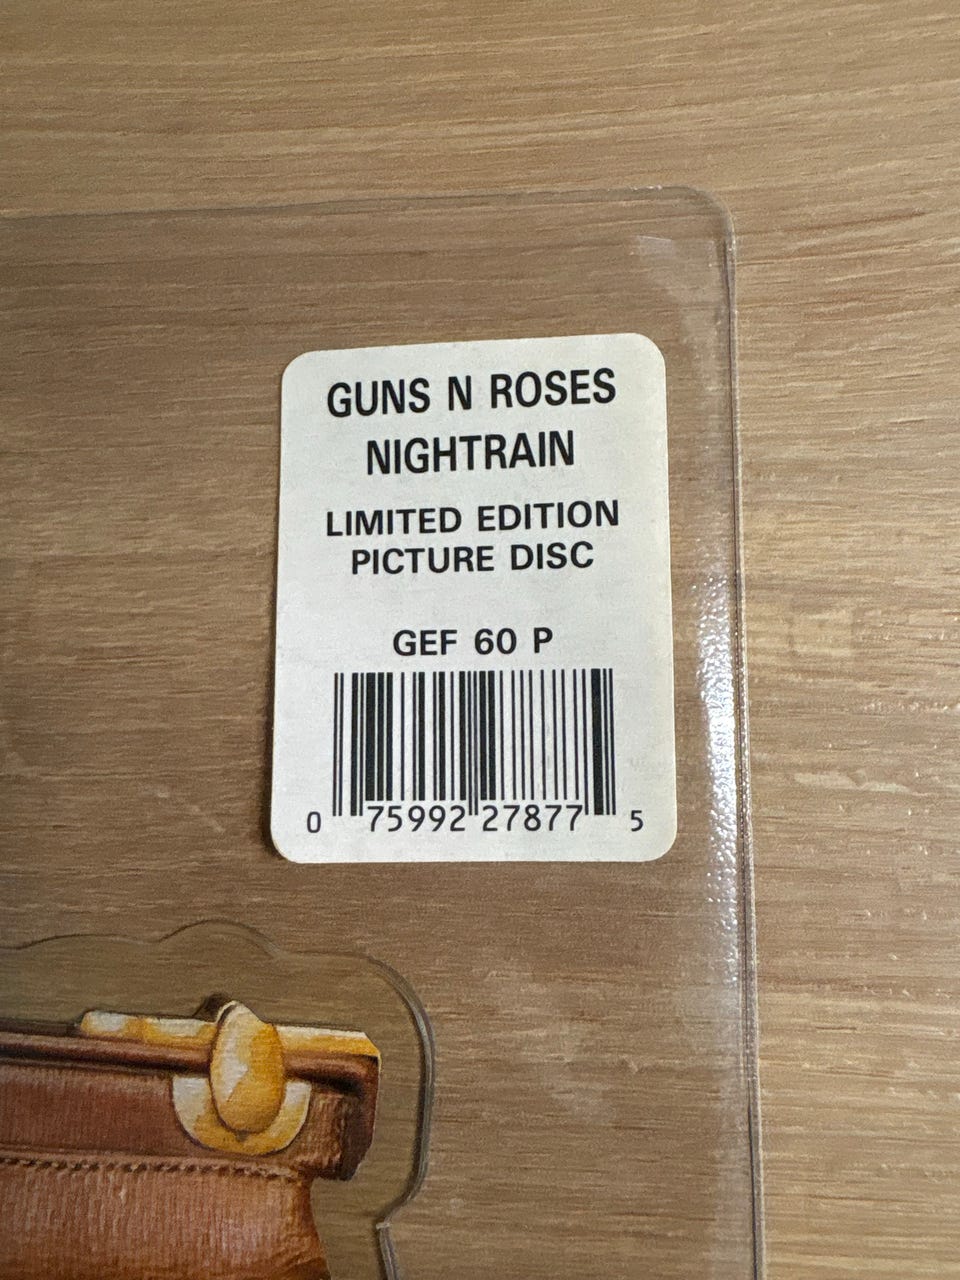 GUNS N ROSES
NIGHTRAIN
LIMITED EDITION
PICTURE DISC
GEF 60 P
0 75992 27877 5